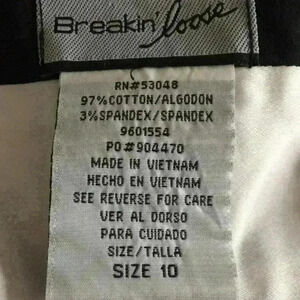 Breakin' loose
RN#53048
97%COTTON/ALGODON
3%SPANDEX/SPANDEX
9601554
PO#904470
MADE IN VIETNAM
HECHO EN VIETNAM
SEE REVERSE FOR CARE
VER AL DORSO
PARA CUIDADO
SIZE/TALLA
SIZE 10